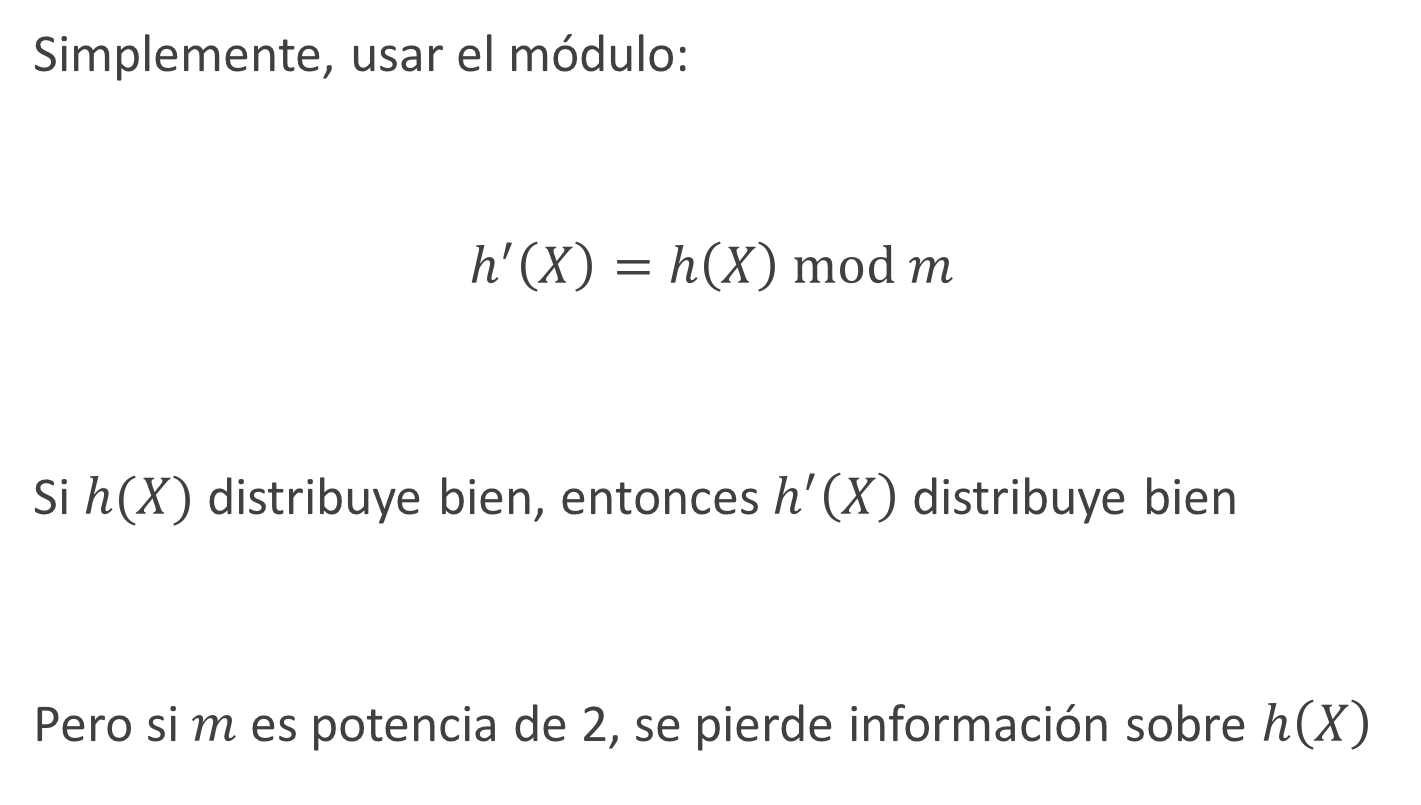 Simplemente, usar el módulo:
h′(X) = h(X) mod m
Si h(X) distribuye bien, entonces h′(X) distribuye bien
Pero si m es potencia de 2, se pierde información sobre h(X)